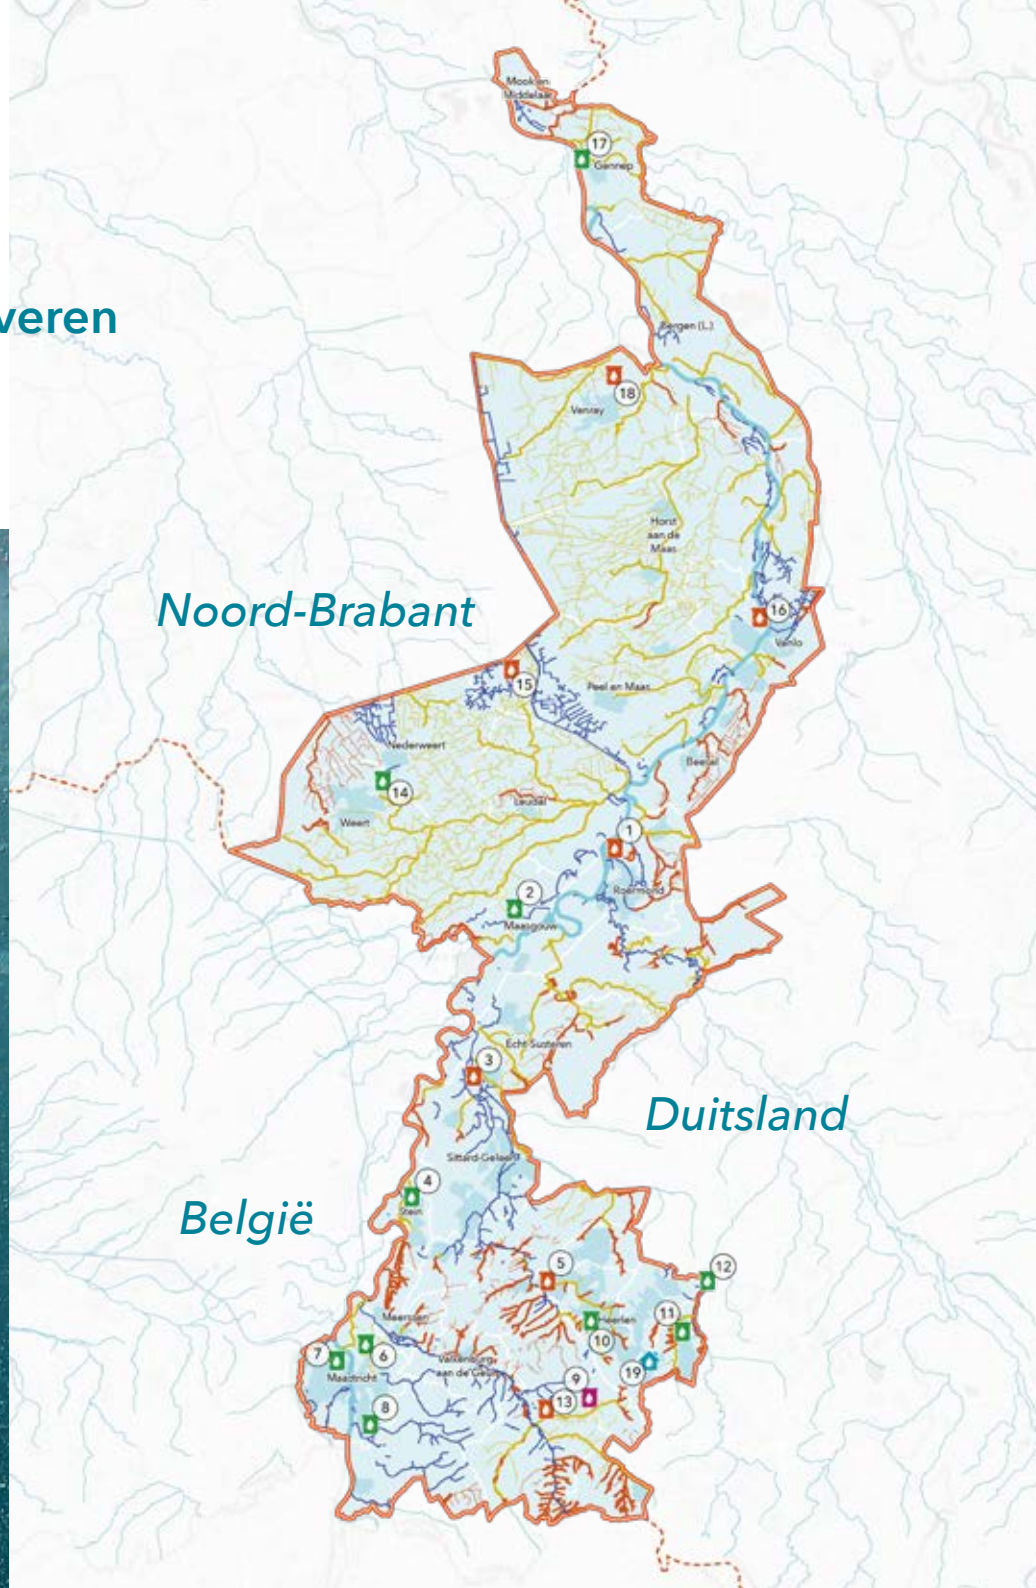 Mook en
Middelaar
17
Gennep
veren
Bergen (L.)
18
Venray
Horst
aan de
Maas
Noord-Brabant
16
Venlo
15
Peel en Maas
Nederweert
Beesel
14
Leudal
Weert
1
2
Roermond
Maasgouw
Echt-Susteren
3
Duitsland
Sittard-Geleen
4
België
Stein
5
12
Meerssen
11
Heerlen
7
6
10
Valkenburg
aan de Geul
Maastricht
19
9
8
13